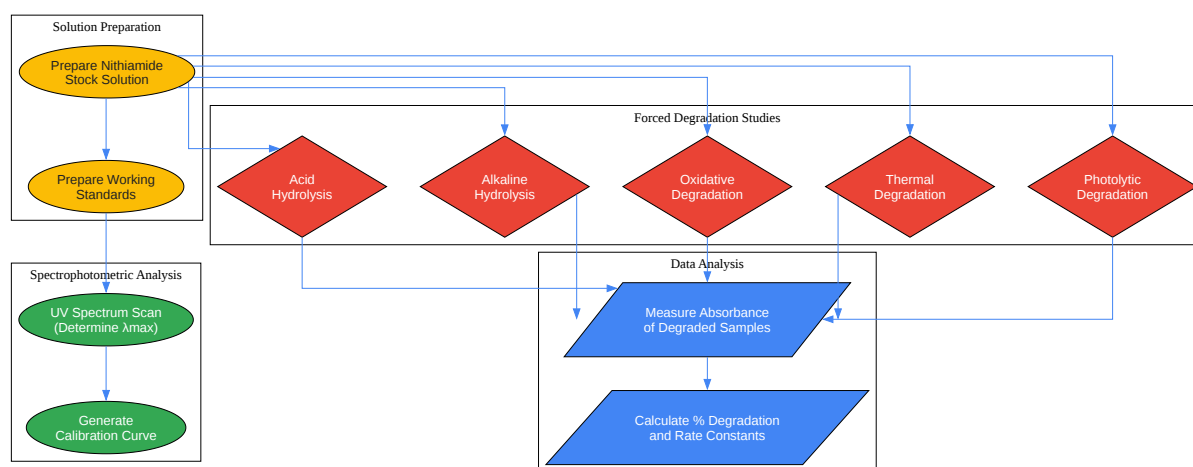 Solution Preparation
Prepare Nithiamide
Stock Solution
Prepare Working
Standards
Forced Degradation Studies
Acid
Hydrolysis
Alkaline
Hydrolysis
Oxidative
Degradation
Thermal
Degradation
Photolytic
Degradation
Spectrophotometric Analysis
UV Spectrum Scan
(Determine λmax)
Generate
Calibration Curve
Data Analysis
Measure Absorbance
of Degraded Samples
Calculate % Degradation
and Rate Constants